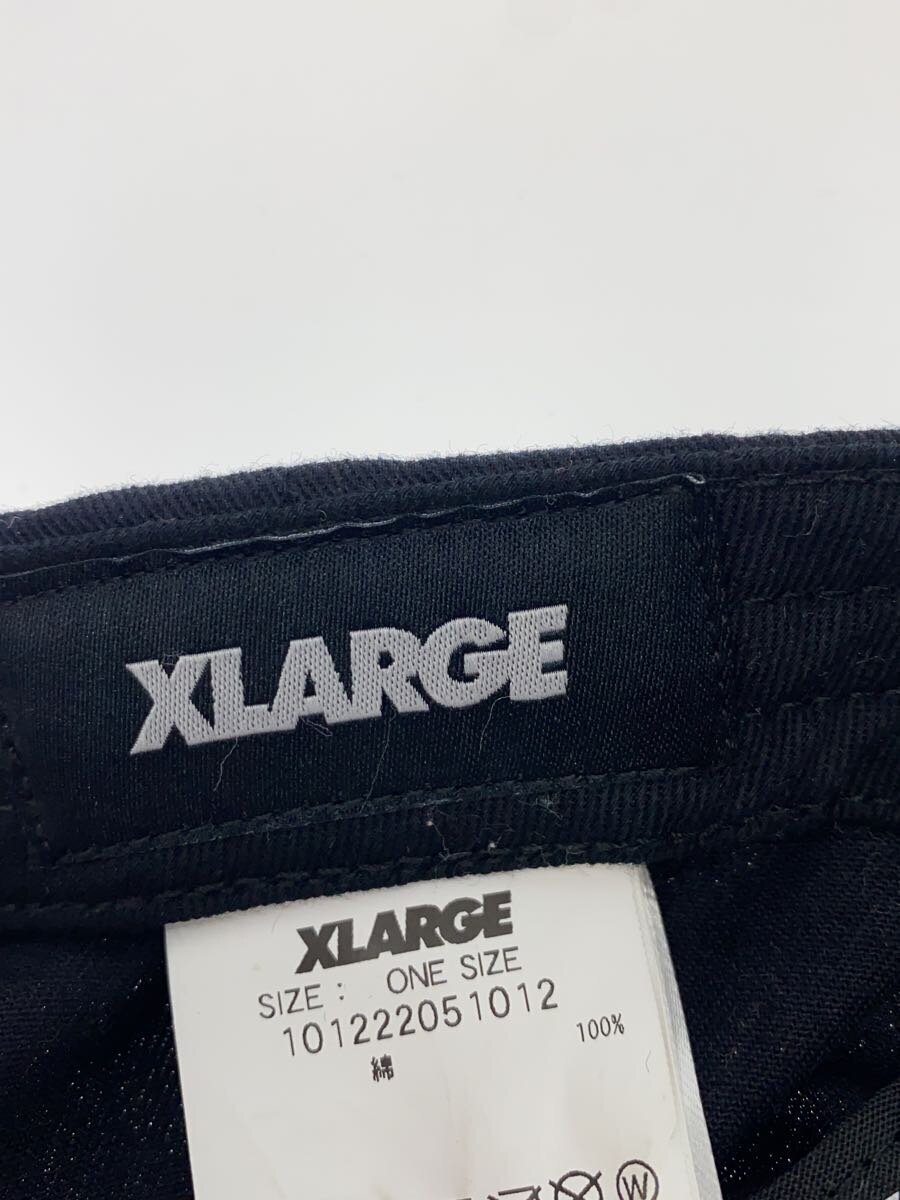 XLARGE
XLARGE
SIZE : ONE SIZE
101222051012
綿 100%
W